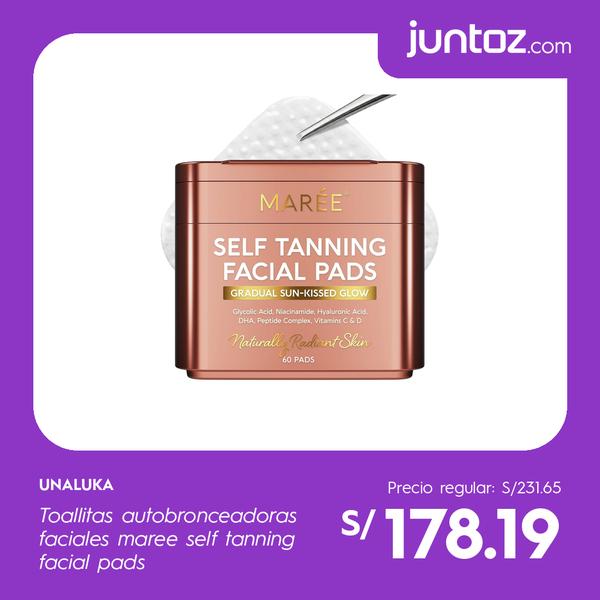 juntoz.com
MARÉE
SELF TANNING
FACIAL PADS
GRADUAL SUN-KISSED GLOW
Glycolic Acid, Niacinamide, Hyaluronic Acid,
DHA, Peptide Complex, Vitamins C & D
Naturally Radiant Skin
60 PADS
UNALUKA
Toallitas autobronceadoras
faciales maree self tanning
facial pads
Precio regular: S/231.65
S/178.19